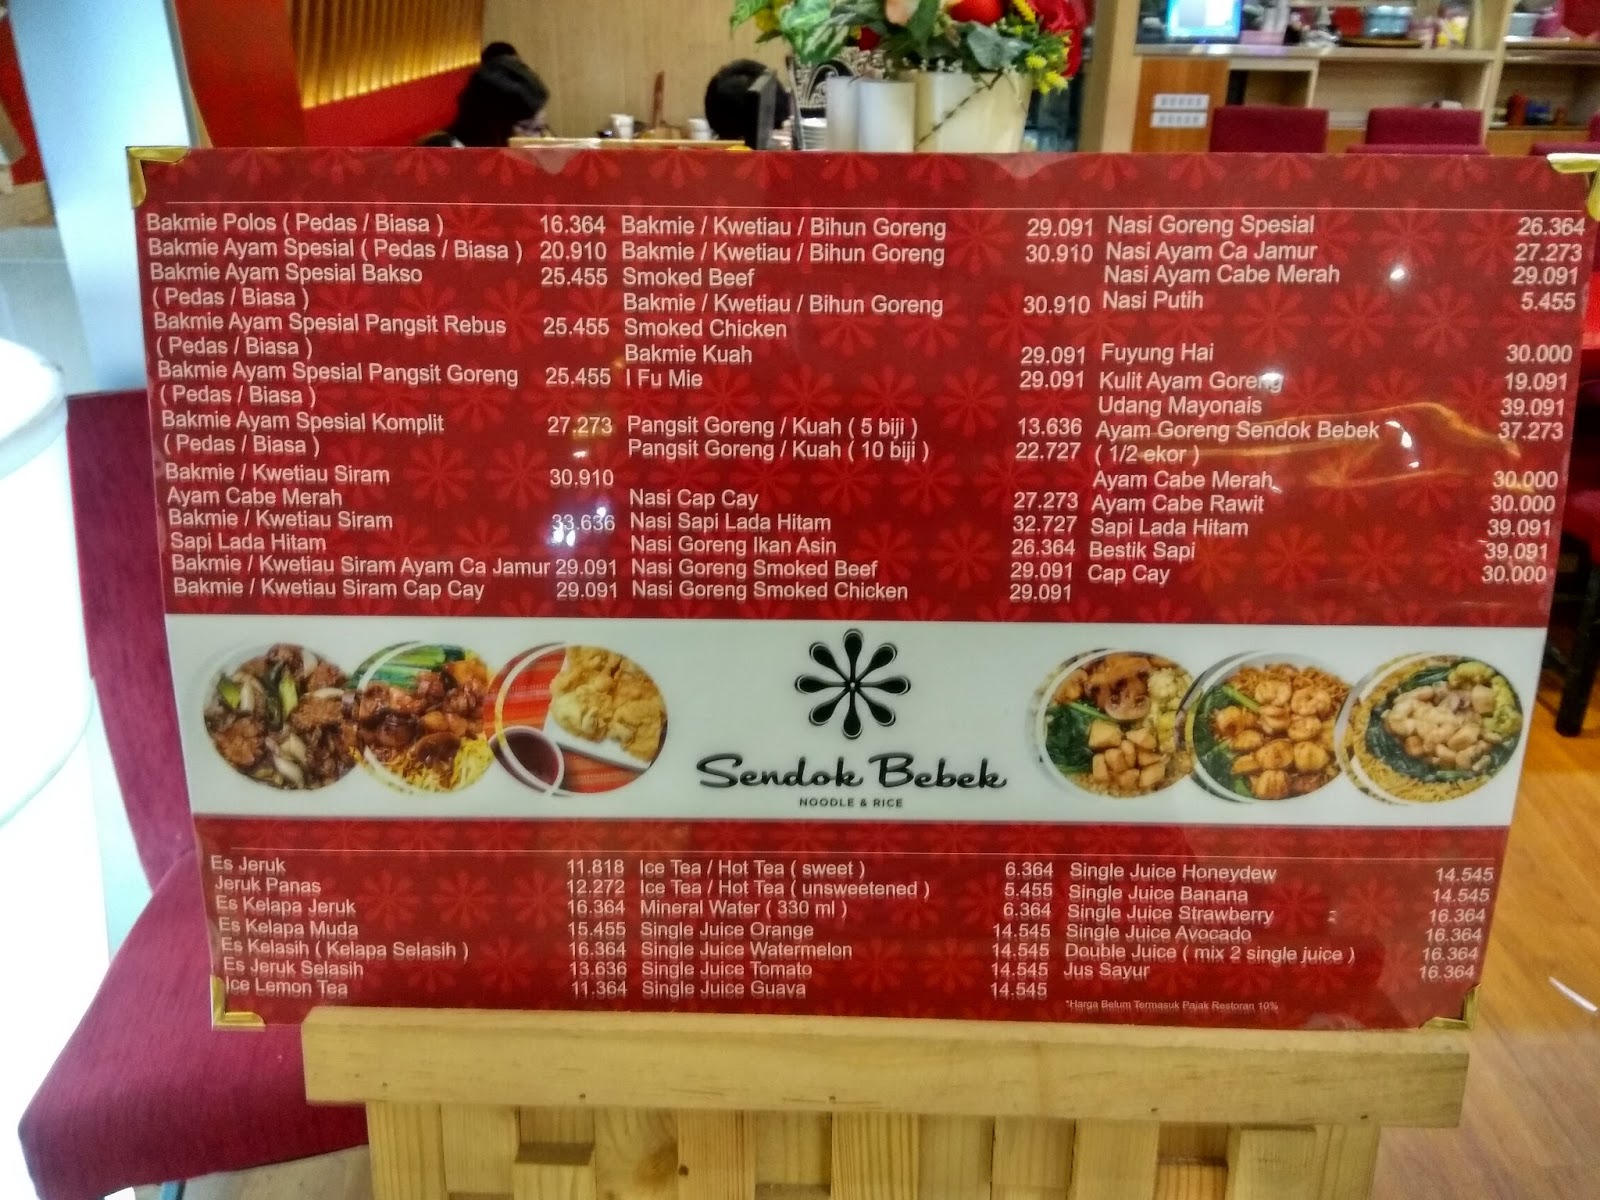 Bakmie Polos ( Pedas / Biasa ) 16.364
Bakmie Ayam Spesial ( Pedas / Biasa ) 20.910
Bakmie Ayam Spesial Bakso 25.455
( Pedas / Biasa )
Bakmie Ayam Spesial Pangsit Rebus 25.455
( Pedas / Biasa )
Bakmie Ayam Spesial Pangsit Goreng 25.455
( Pedas / Biasa )
Bakmie Ayam Spesial Komplit 27.273
( Pedas / Biasa )
Bakmie / Kwetiau Siram 30.910
Ayam Cabe Merah
Bakmie / Kwetiau Siram 33.636
Sapi Lada Hitam
Bakmie / Kwetiau Siram Ayam Ca Jamur 29.091
Bakmie / Kwetiau Siram Cap Cay 29.091
Bakmie / Kwetiau / Bihun Goreng 29.091
Bakmie / Kwetiau / Bihun Goreng 30.910
Smoked Beef
Bakmie / Kwetiau / Bihun Goreng 30.910
Smoked Chicken
Bakmie Kuah 29.091
I Fu Mie 29.091
Pangsit Goreng / Kuah ( 5 biji ) 13.636
Pangsit Goreng / Kuah ( 10 biji ) 22.727
Nasi Cap Cay 27.273
Nasi Sapi Lada Hitam 32.727
Nasi Goreng Ikan Asin 26.364
Nasi Goreng Smoked Beef 29.091
Nasi Goreng Smoked Chicken 29.091
Nasi Goreng Spesial 26.364
Nasi Ayam Ca Jamur 27.273
Nasi Ayam Cabe Merah 29.091
Nasi Putih 5.455
Fuyung Hai 30.000
Kulit Ayam Goreng 19.091
Udang Mayonais 39.091
Ayam Goreng Sendok Bebek 37.273
( 1/2 ekor )
Ayam Cabe Merah 30.000
Ayam Cabe Rawit 30.000
Sapi Lada Hitam 39.091
Bestik Sapi 39.091
Cap Cay 30.000
Sendok Bebek
NOODLE & RICE
Es Jeruk 11.818
Jeruk Panas 12.272
Es Kelapa Jeruk 16.364
Es Kelapa Muda 15.455
Es Kelasih ( Kelapa Selasih ) 16.364
Es Jeruk Selasih 13.636
Ice Lemon Tea 11.364
Ice Tea / Hot Tea ( sweet ) 6.364
Ice Tea / Hot Tea ( unsweetened ) 5.455
Mineral Water ( 330 ml ) 6.364
Single Juice Orange 14.545
Single Juice Watermelon 14.545
Single Juice Tomato 14.545
Single Juice Guava 14.545
Single Juice Honeydew 14.545
Single Juice Banana 14.545
Single Juice Strawberry 16.364
Single Juice Avocado 16.364
Double Juice ( mix 2 single juice ) 16.364
Jus Sayur 16.364
*Harga Belum Termasuk Pajak Restoran 10%